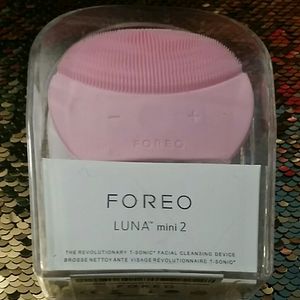 - +
FOREO
FOREO
LUNA™ mini 2
THE REVOLUTIONARY T-SONIC™ FACIAL CLEANSING DEVICE
BROSSE NETTOYANTE VISAGE RÉVOLUTIONNAIRE T-SONIC™